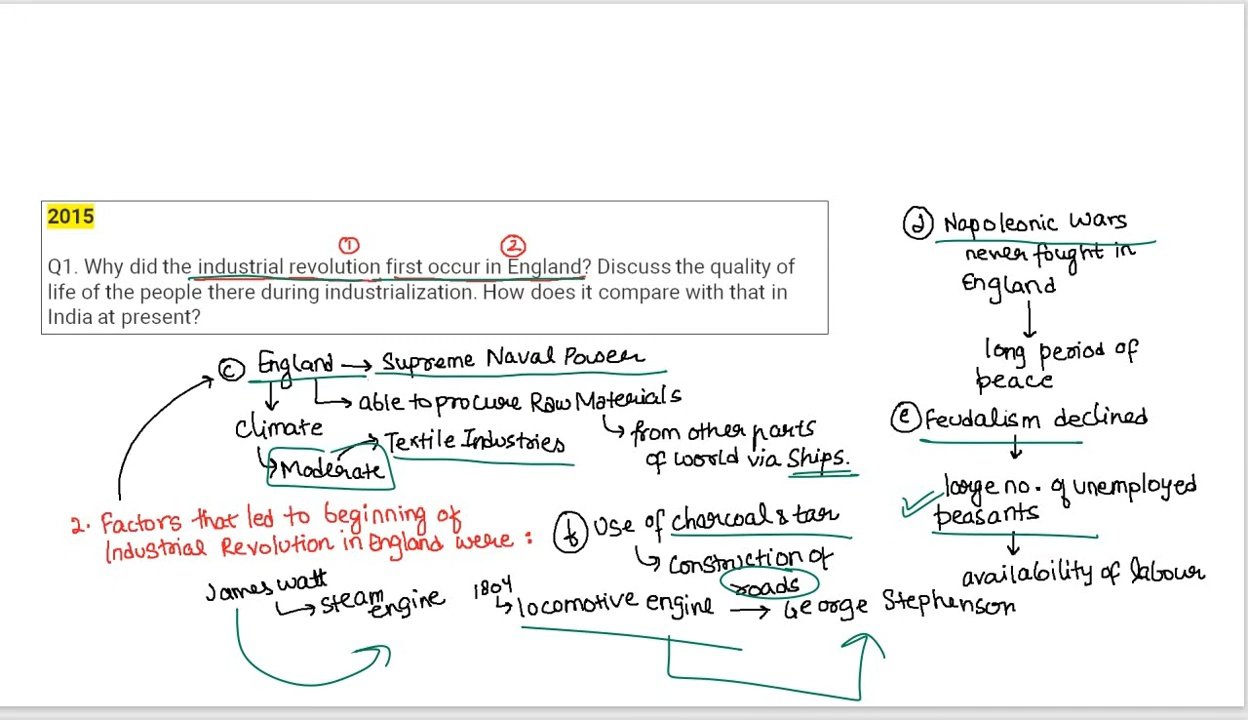 2015
① ②
Q1. Why did the industrial revolution first occur in England? Discuss the quality of
life of the people there during industrialization. How does it compare with that in
India at present?
ⓒ England → Supreme Naval Power
→ able to procure Raw Materials
↳ from other parts
of world via Ships.
Climate
↳ Moderate → Textile Industries
2. Factors that led to beginning of
Industrial Revolution in England were :
James Watt
↳ steam
engine
ⓕ Use of charcoal & tar
↳ construction of
roads
1804
↳ locomotive engine → George Stephenson
ⓓ Napoleonic Wars
never fought in
England
↓
long period of
peace
ⓔ Feudalism declined
↓
large no. of unemployed
peasants
↓
availability of labour